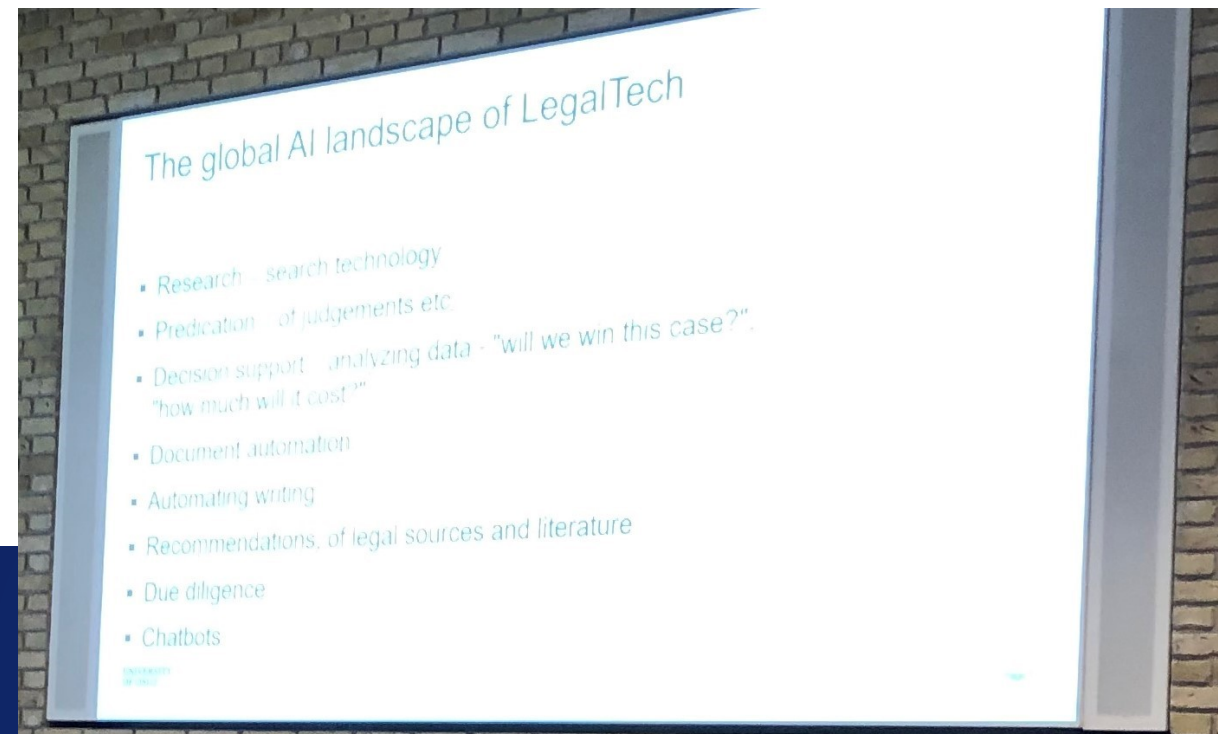 The global AI landscape of LegalTech
▪ Research - search technology
▪ Predication - of judgements etc.
▪ Decision support - analyzing data - "will we win this case?",
"how much will it cost?"
▪ Document automation
▪ Automating writing
▪ Recommendations, of legal sources and literature
▪ Due diligence
▪ Chatbots